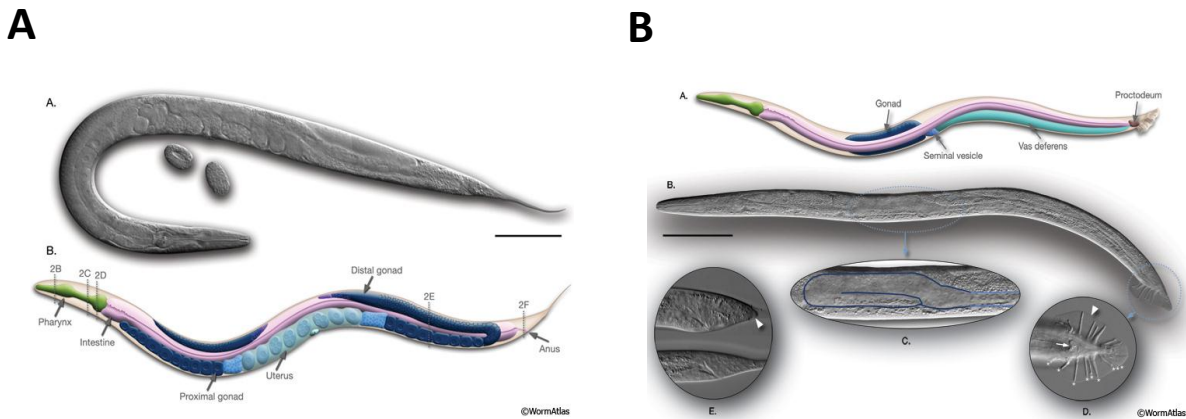 A
A.
B.
2B
2C
2D
Distal gonad
2E
2F
Pharynx
Intestine
Uterus
Anus
Proximal gonad
©WormAtlas
B
A.
Gonad
Proctodeum
Seminal vesicle
Vas deferens
B.
C.
E.
D.
©WormAtlas